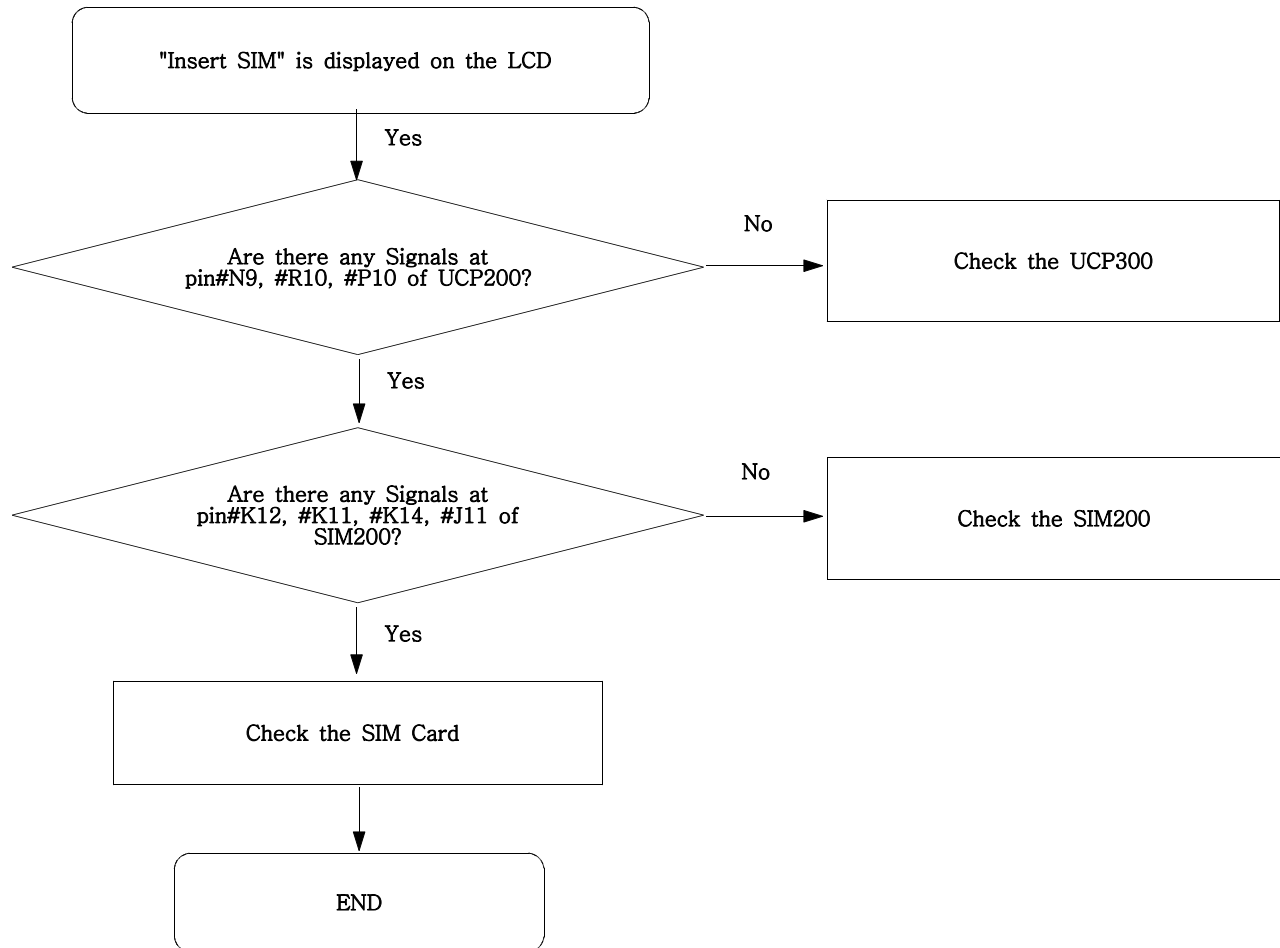 "Insert SIM" is displayed on the LCD
Yes
Are there any Signals at
pin#N9, #R10, #P10 of UCP200?
No
Check the UCP300
Yes
Are there any Signals at
pin#K12, #K11, #K14, #J11 of
SIM200?
No
Check the SIM200
Yes
Check the SIM Card
END